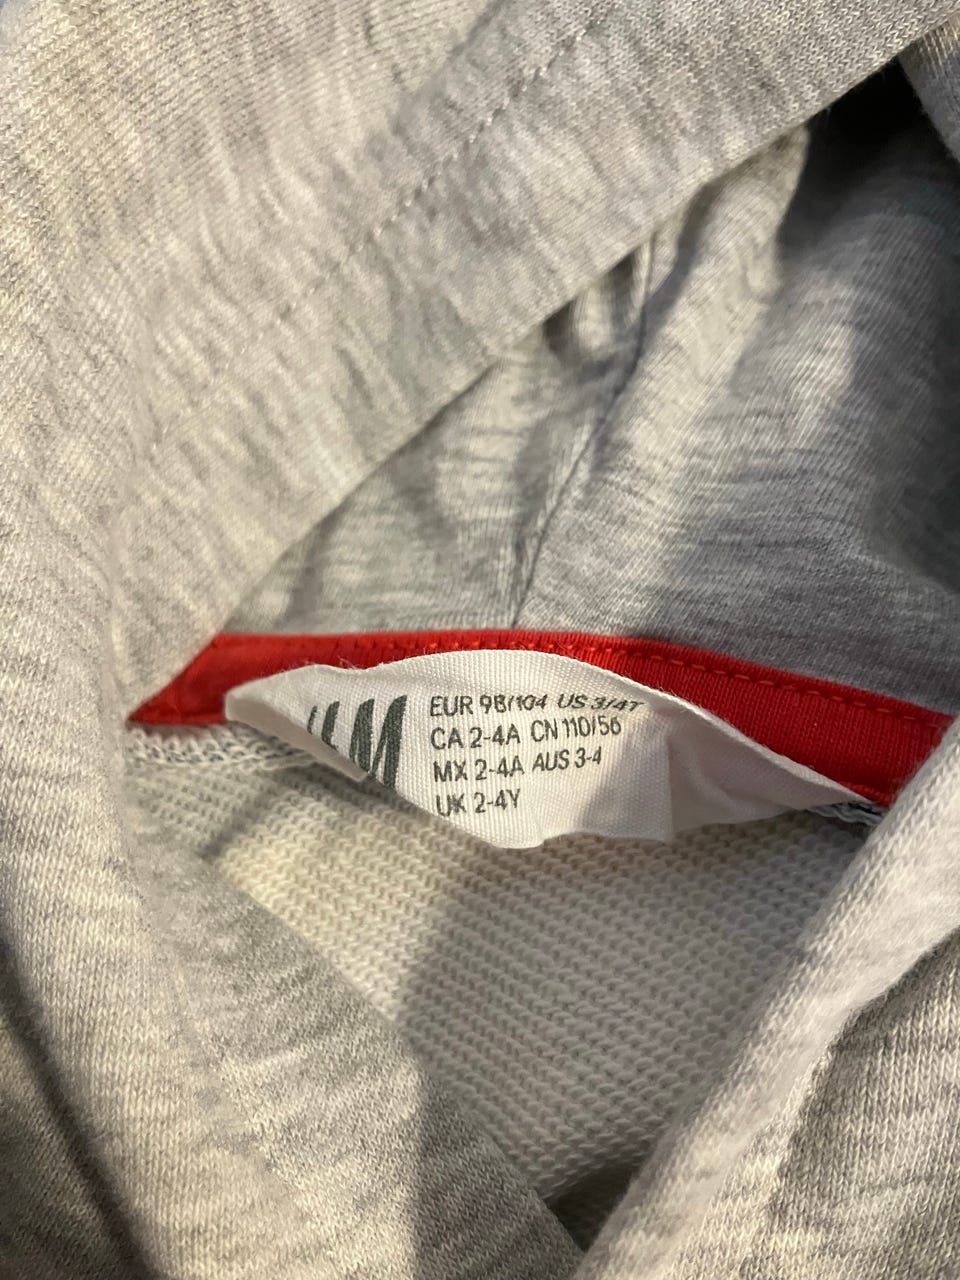 EUR 98/104 US 3/4T
CA 2-4A CN 110/56
MX 2-4A AUS 3-4
UK 2-4Y